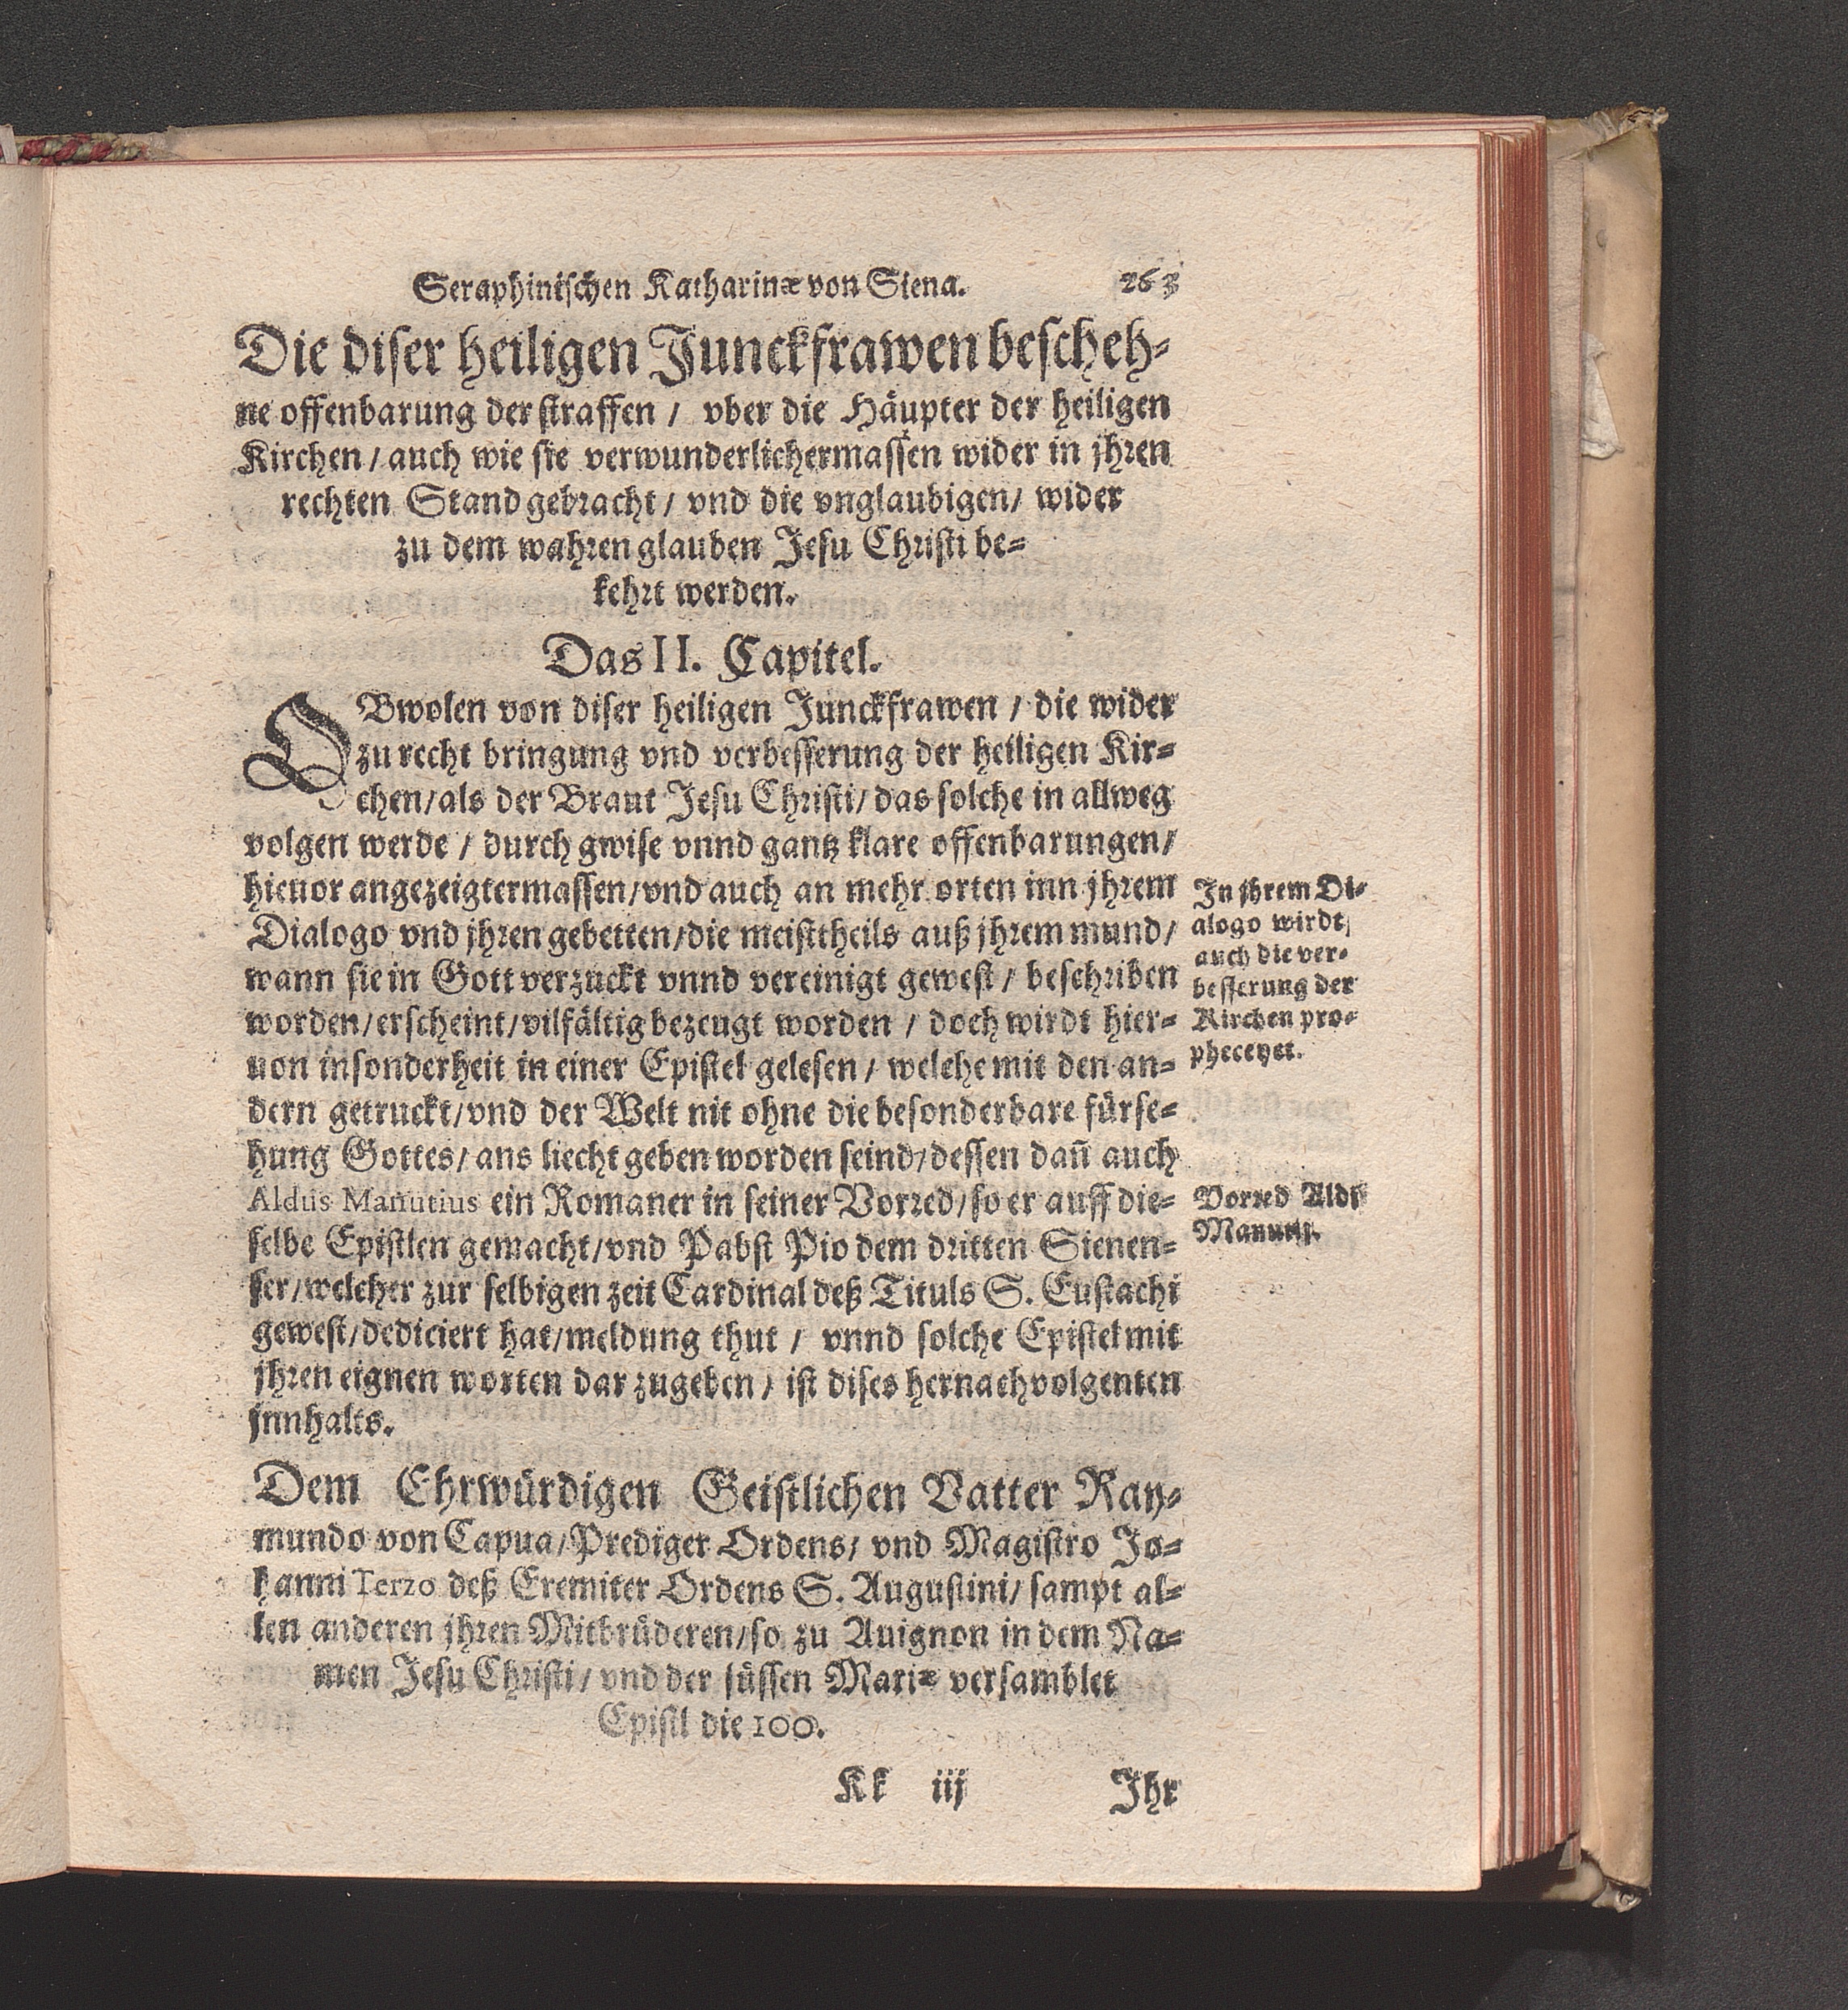 Seraphinischen Katharinæ von Siena. 263
Die diser heiligen Junckfrawen bescheh-
ne offenbarung der straffen / vber die Häupter der heiligen
Kirchen / auch wie sie verwunderlichermassen wider in jhren
rechten Stand gebracht / vnd die vnglaubigen / wider
zu dem wahren glauben Jesu Christi be-
kehrt werden.
Das II. Capitel.
OBwolen von diser heiligen Junckfrawen / die wider
zu recht bringung vnd verbesserung der heiligen Kir-
chen / als der Braut Jesu Christi / das solche in allweg
volgen werde / durch gwise vnnd gantz klare offenbarungen /
hieuor angezeigtermassen / vnd auch an mehr orten inn jhrem
Dialogo vnd jhren gebetten / die meisttheils auß jhrem mund /
wann sie in Gott verzuckt vnnd vereinigt gewest / beschriben
worden / erscheint / vilfältig bezeugt worden / doch wirdt hier-
uon insonderheit in einer Epistel gelesen / welche mit den an-
dern getruckt / vnd der Welt nit ohne die besonderbare fürse-
hung Gottes / ans liecht geben worden seind / dessen dañ auch
Aldus Manutius ein Romaner in seiner Vorred / so er auff die-
selbe Epistlen gemacht / vnd Pabst Pio dem dritten Sienen-
ser / welcher zur selbigen zeit Cardinal deß Tituls S. Eustachi
gewest / dediciert hat / meldung thut / vnnd solche Epistel mit
jhren eignen worten dar zugeben / ist dises hernachvolgenten
jnnhalts.
In jhrem Di-
alogo wirdt
auch die ver-
besserung der
Kirchen pro-
pheceyet.
Vorred Aldi
Manutij.
Dem Ehrwürdigen Geistlichen Vatter Ray-
mundo von Capua / Prediger Ordens / vnd Magistro Jo-
hanni Terzo deß Eremiter Ordens S. Augustini / sampt al-
len anderen jhren Mitbrüderen / so zu Auignon in dem Na-
men Jesu Christi / vnd der süssen Mariæ versamblet
Epistl die 100.
Kk iij Ihr